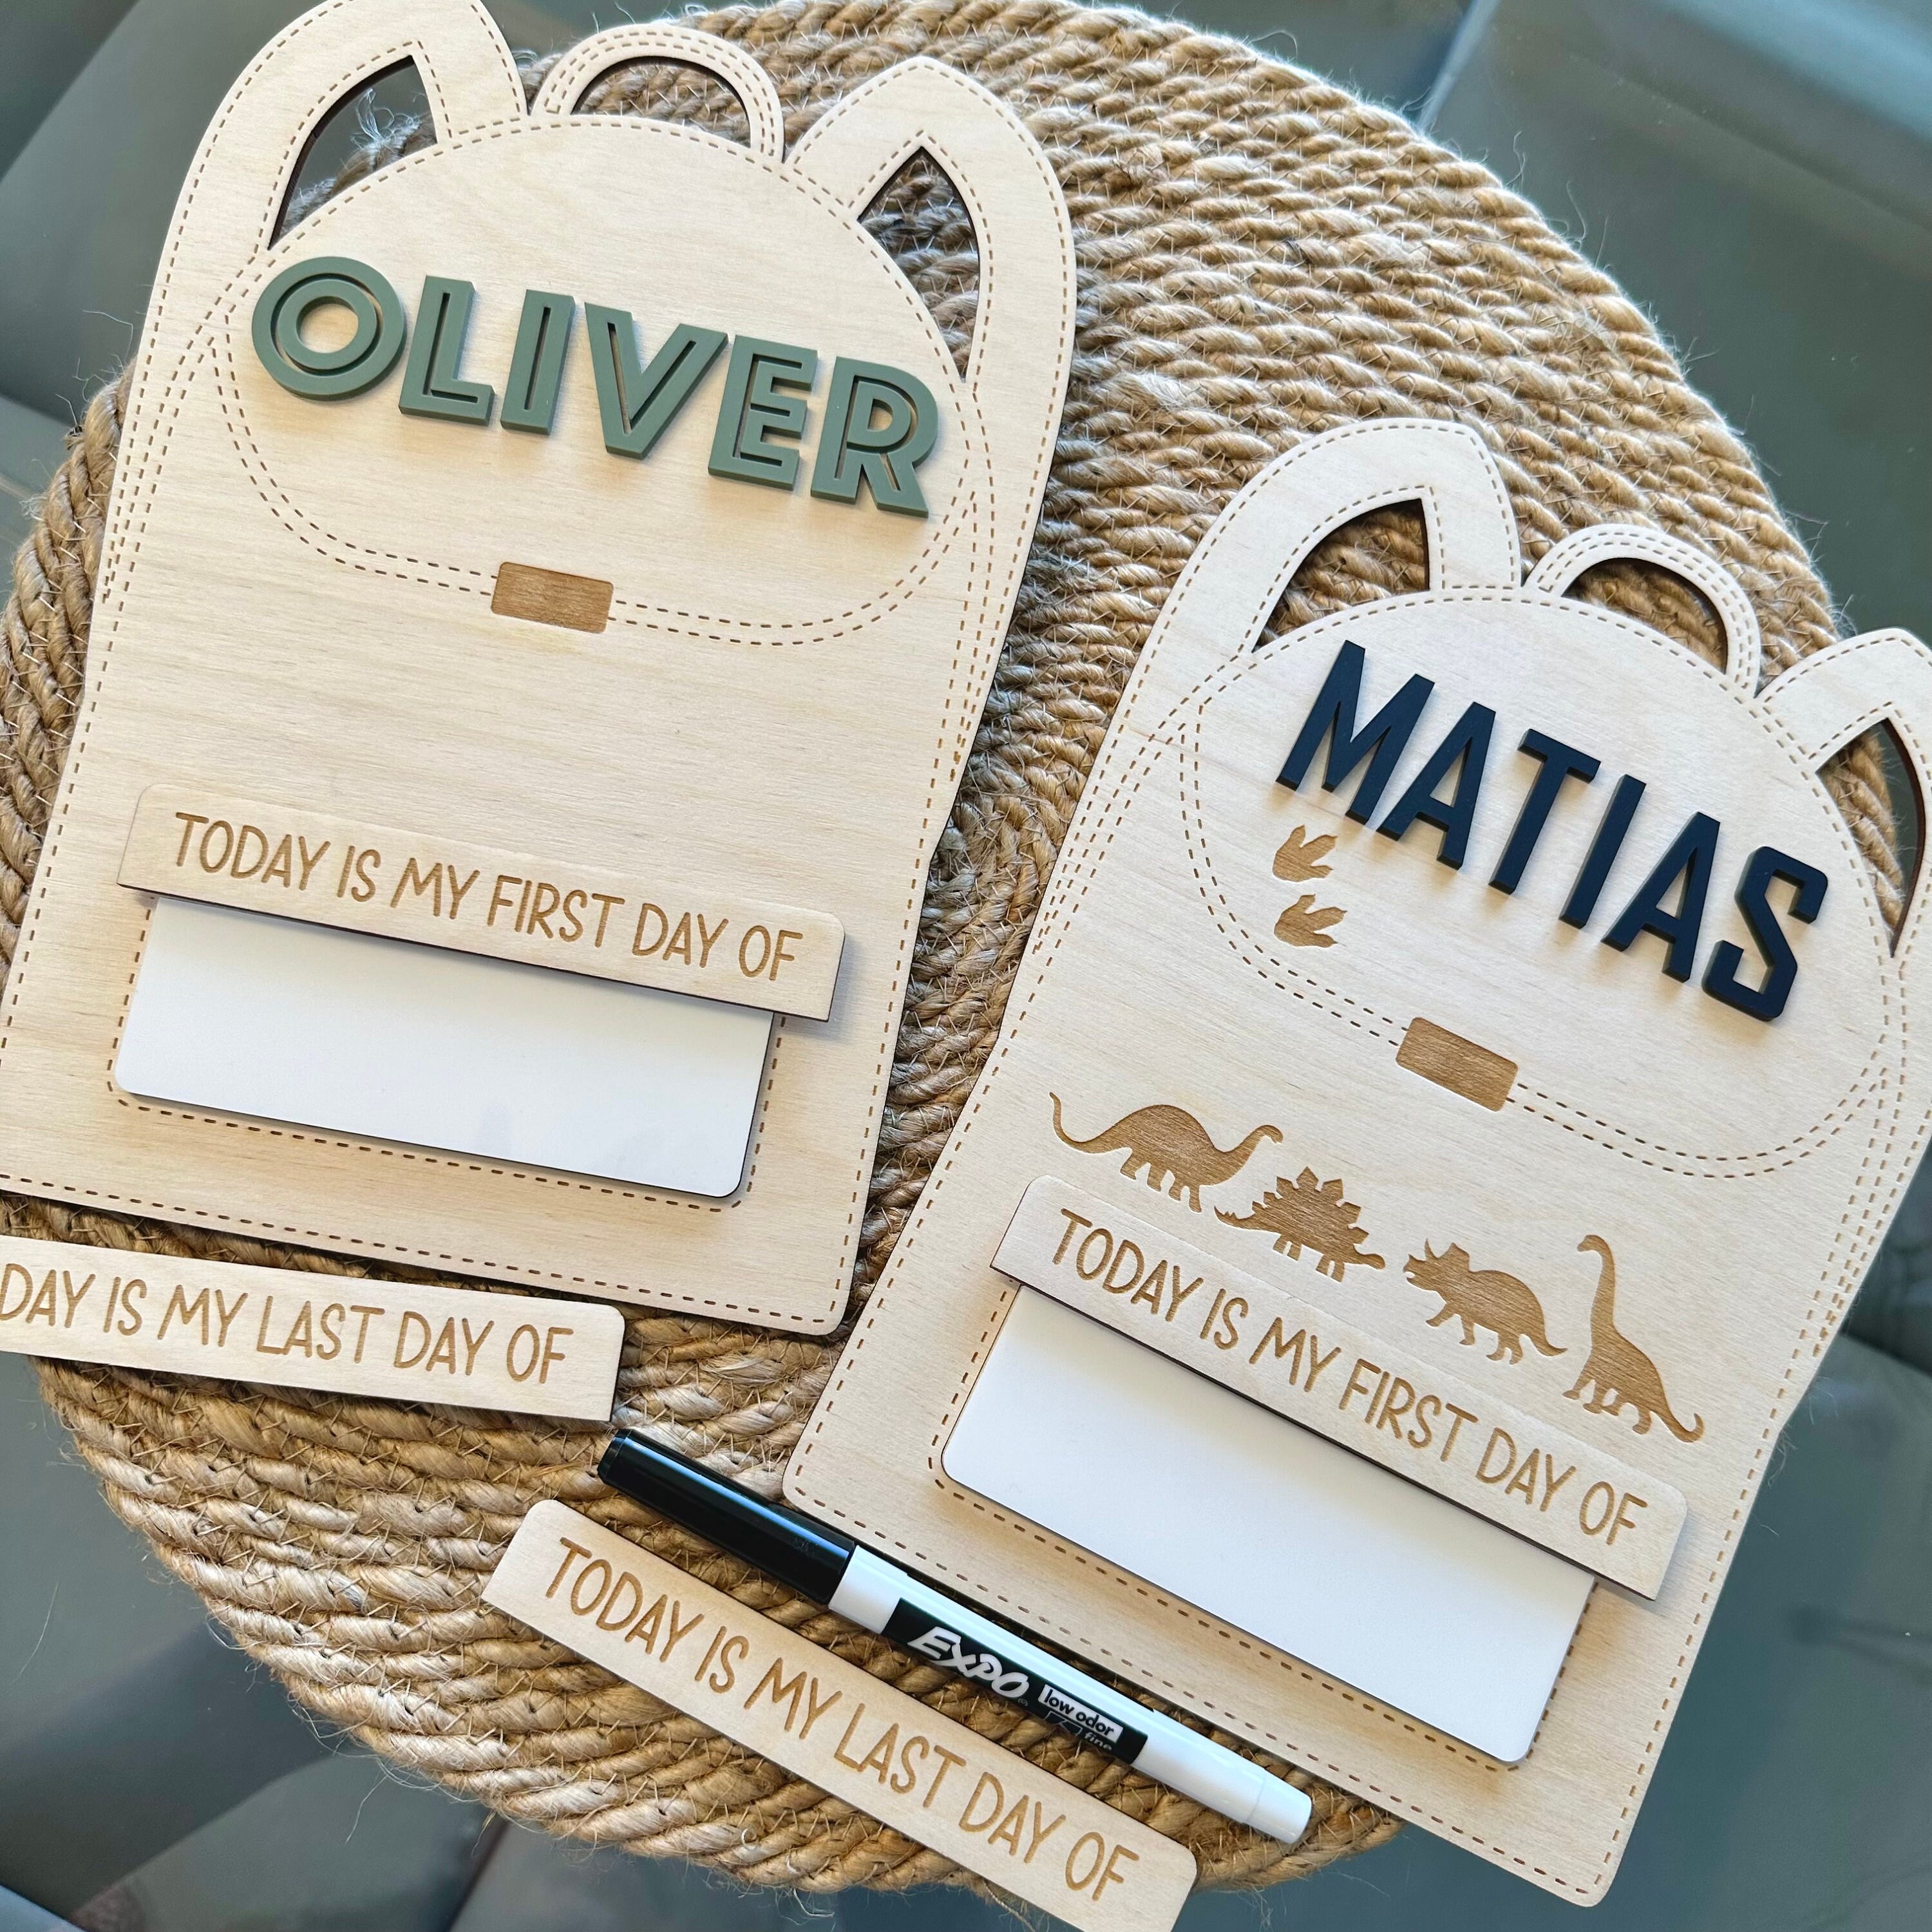 OLIVER
TODAY IS MY FIRST DAY OF
DAY IS MY LAST DAY OF
MATIAS
TODAY IS MY FIRST DAY OF
TODAY IS MY LAST DAY OF
EXPO
low odor
fine